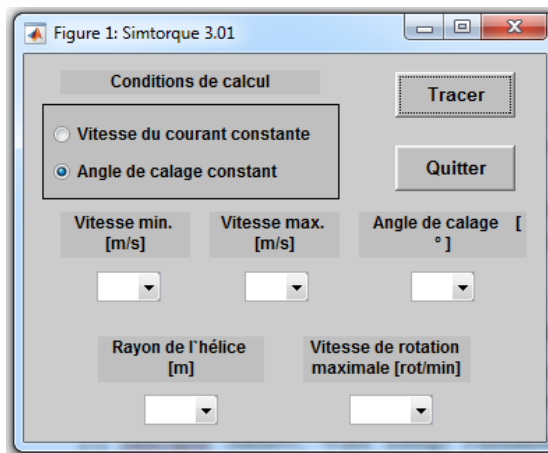 Figure 1: Simtorque 3.01
Conditions de calcul
Tracer
Vitesse du courant constante
Angle de calage constant
Quitter
Vitesse min.
[m/s]
Vitesse max.
[m/s]
Angle de calage [
° ]
Rayon de l`hélice
[m]
Vitesse de rotation
maximale [rot/min]